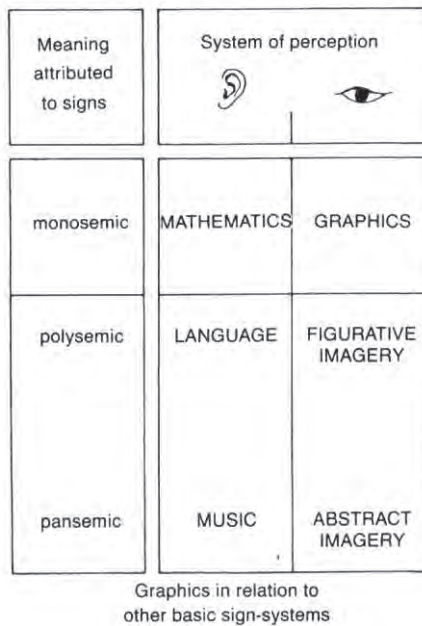 Meaning
attributed
to signs
System of perception
monosemic
MATHEMATICS
GRAPHICS
polysemic
LANGUAGE
FIGURATIVE
IMAGERY
pansemic
MUSIC
ABSTRACT
IMAGERY
Graphics in relation to
other basic sign-systems